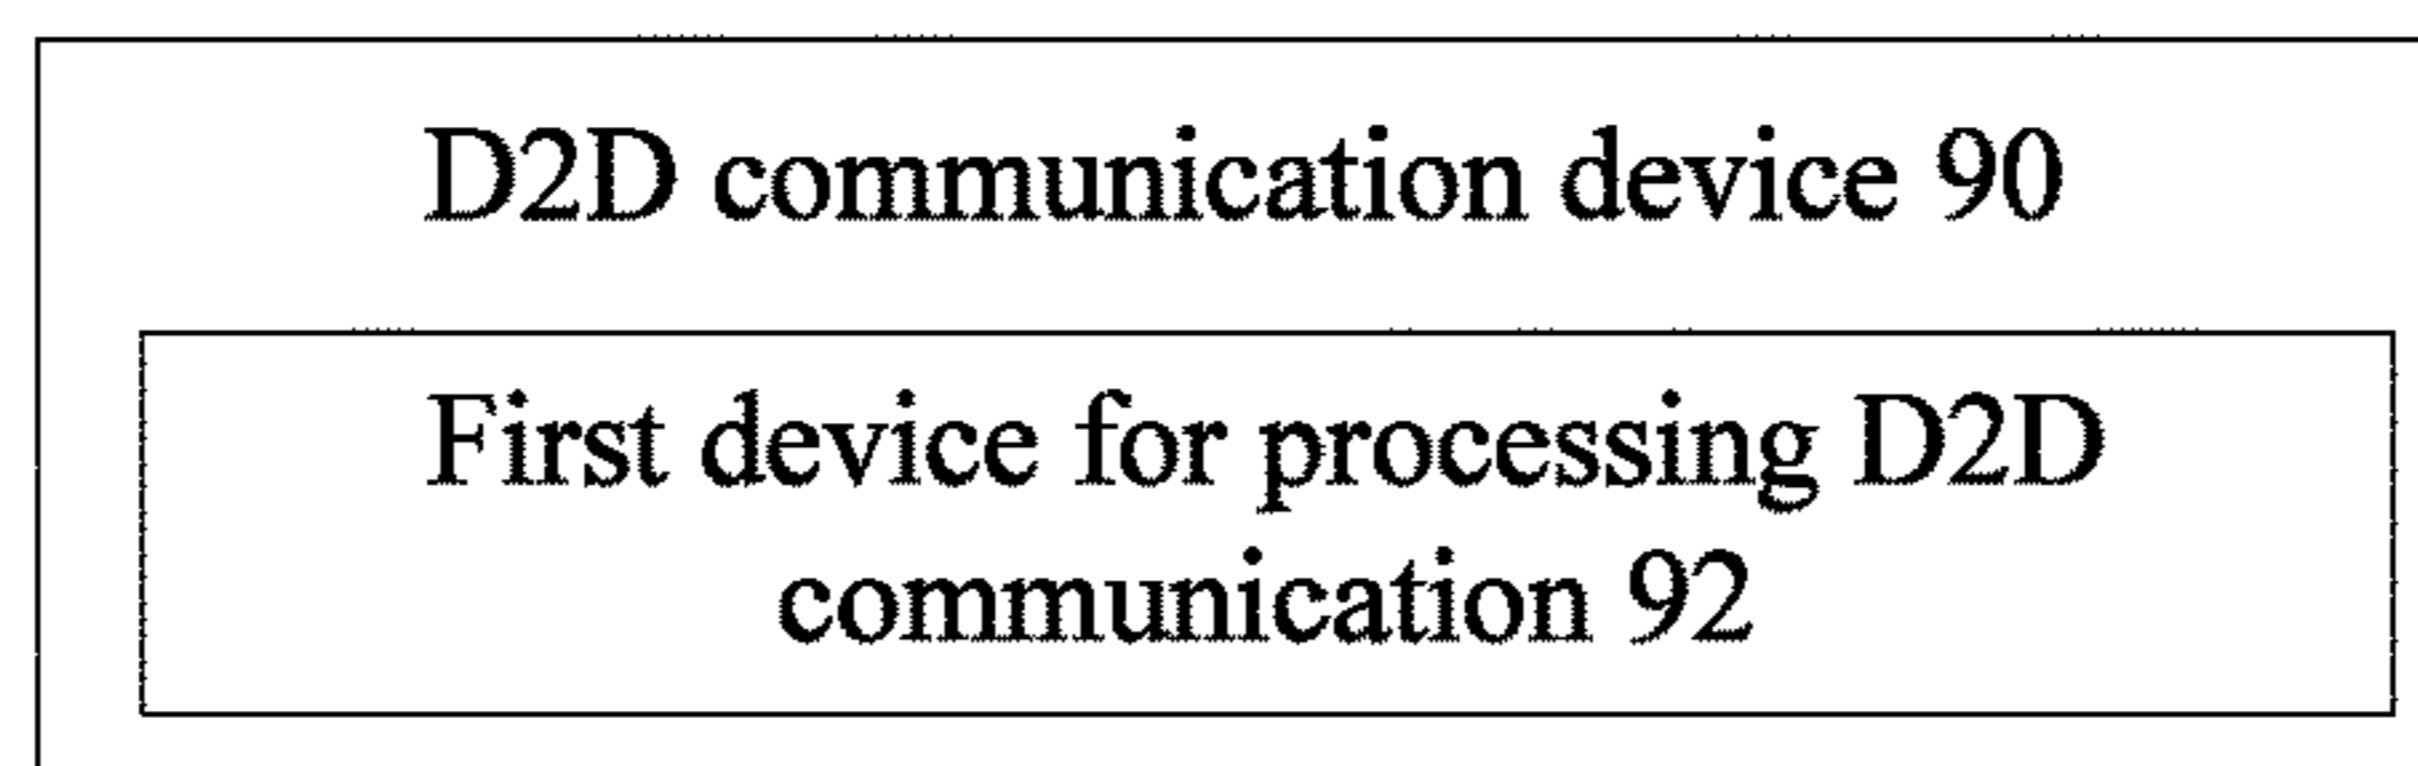 D2D communication device 90
First device for processing D2D
communication 92